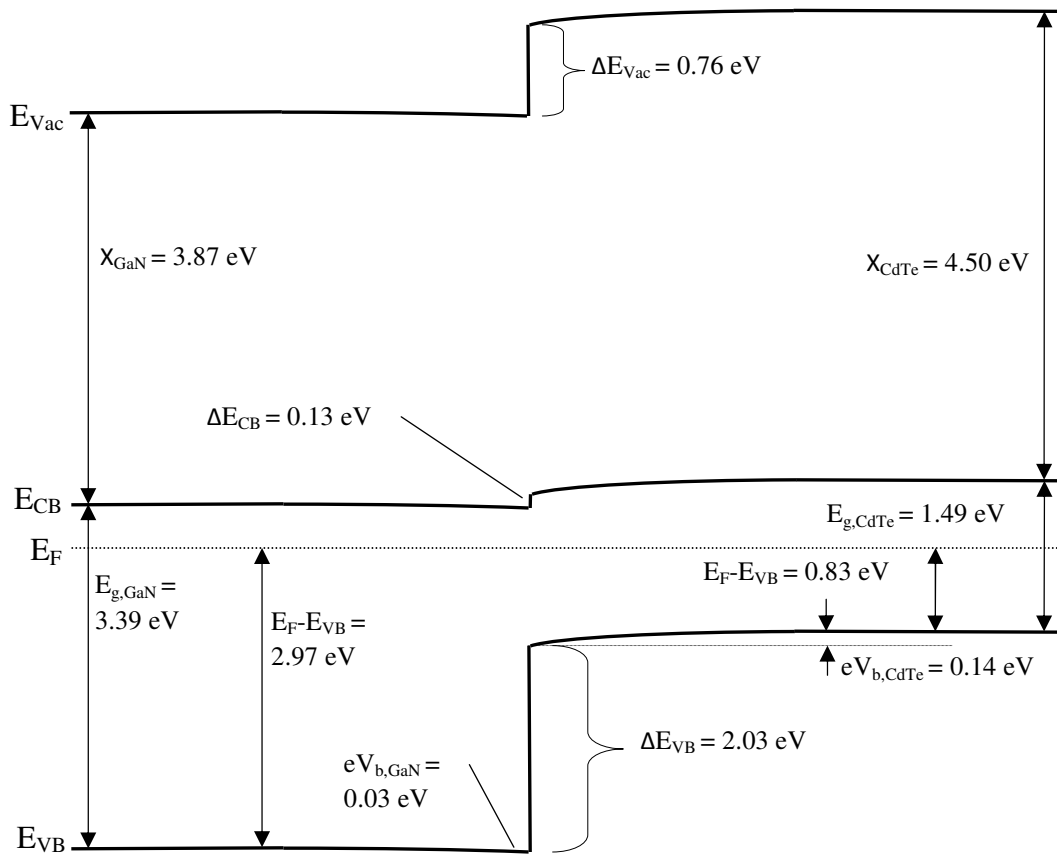 ΔE_Vac = 0.76 eV
E_Vac
χ_GaN = 3.87 eV
χ_CdTe = 4.50 eV
ΔE_CB = 0.13 eV
E_CB
E_g,CdTe = 1.49 eV
E_F
E_F-E_VB = 0.83 eV
E_g,GaN =
3.39 eV
E_F-E_VB =
2.97 eV
eV_b,CdTe = 0.14 eV
ΔE_VB = 2.03 eV
eV_b,GaN =
0.03 eV
E_VB